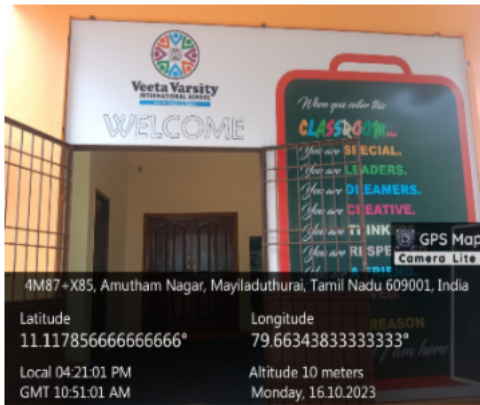 Veeta Varsity
INTERNATIONAL SCHOOL
WELCOME
When you enter this
CLASSROOM...
You are SPECIAL.
You are LEADERS.
You are DREAMERS.
You are CREATIVE.
You are THINK
You are RESPE
A FRIEND.
VED.
REASON
I am here
GPS Map
Camera Lite
4M87+X85, Amutham Nagar, Mayiladuthurai, Tamil Nadu 609001, India
Latitude
Longitude
11.117856666666666°
79.66343833333333°
Local 04:21:01 PM
Altitude 10 meters
GMT 10:51:01 AM
Monday, 16.10.2023